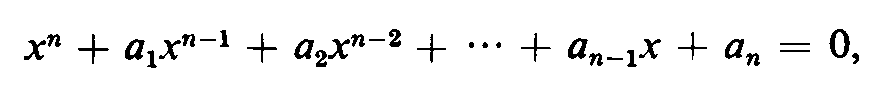 xⁿ + a₁xⁿ⁻¹ + a₂xⁿ⁻² + ⋯ + aₙ₋₁x + aₙ = 0,